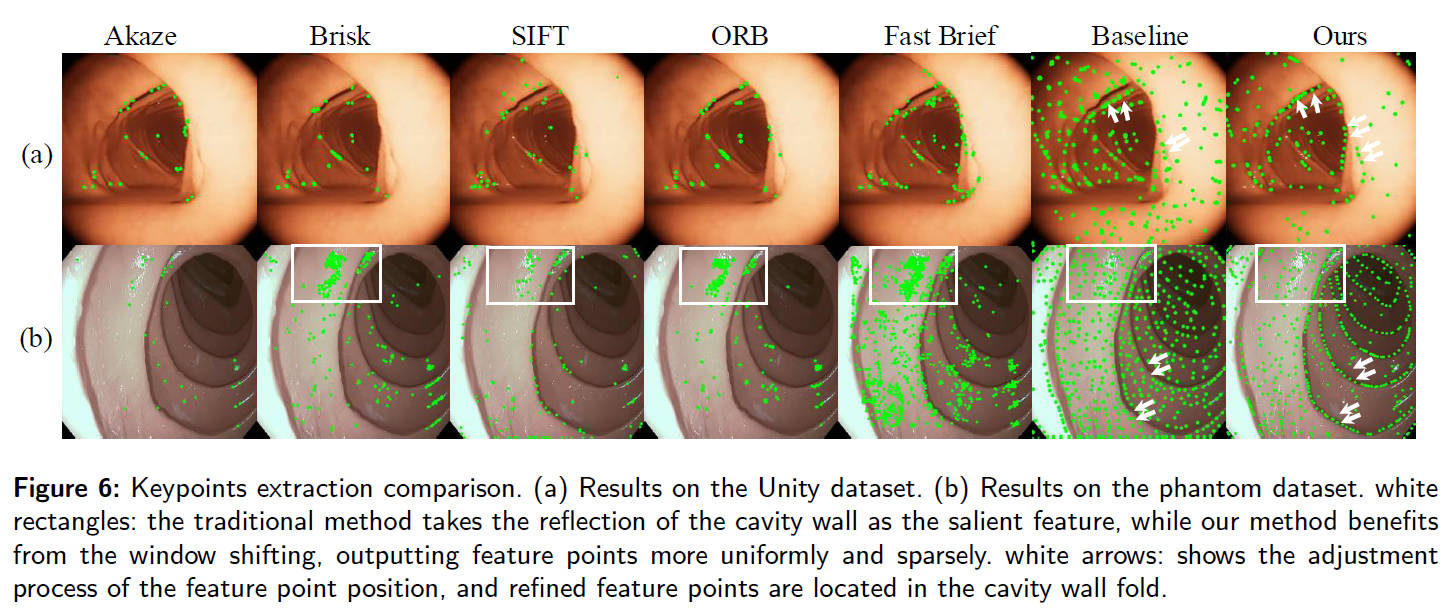 Akaze Brisk SIFT ORB Fast Brief Baseline Ours
(a)
(b)
Figure 6: Keypoints extraction comparison. (a) Results on the Unity dataset. (b) Results on the phantom dataset. white
rectangles: the traditional method takes the reflection of the cavity wall as the salient feature, while our method benefits
from the window shifting, outputting feature points more uniformly and sparsely. white arrows: shows the adjustment
process of the feature point position, and refined feature points are located in the cavity wall fold.